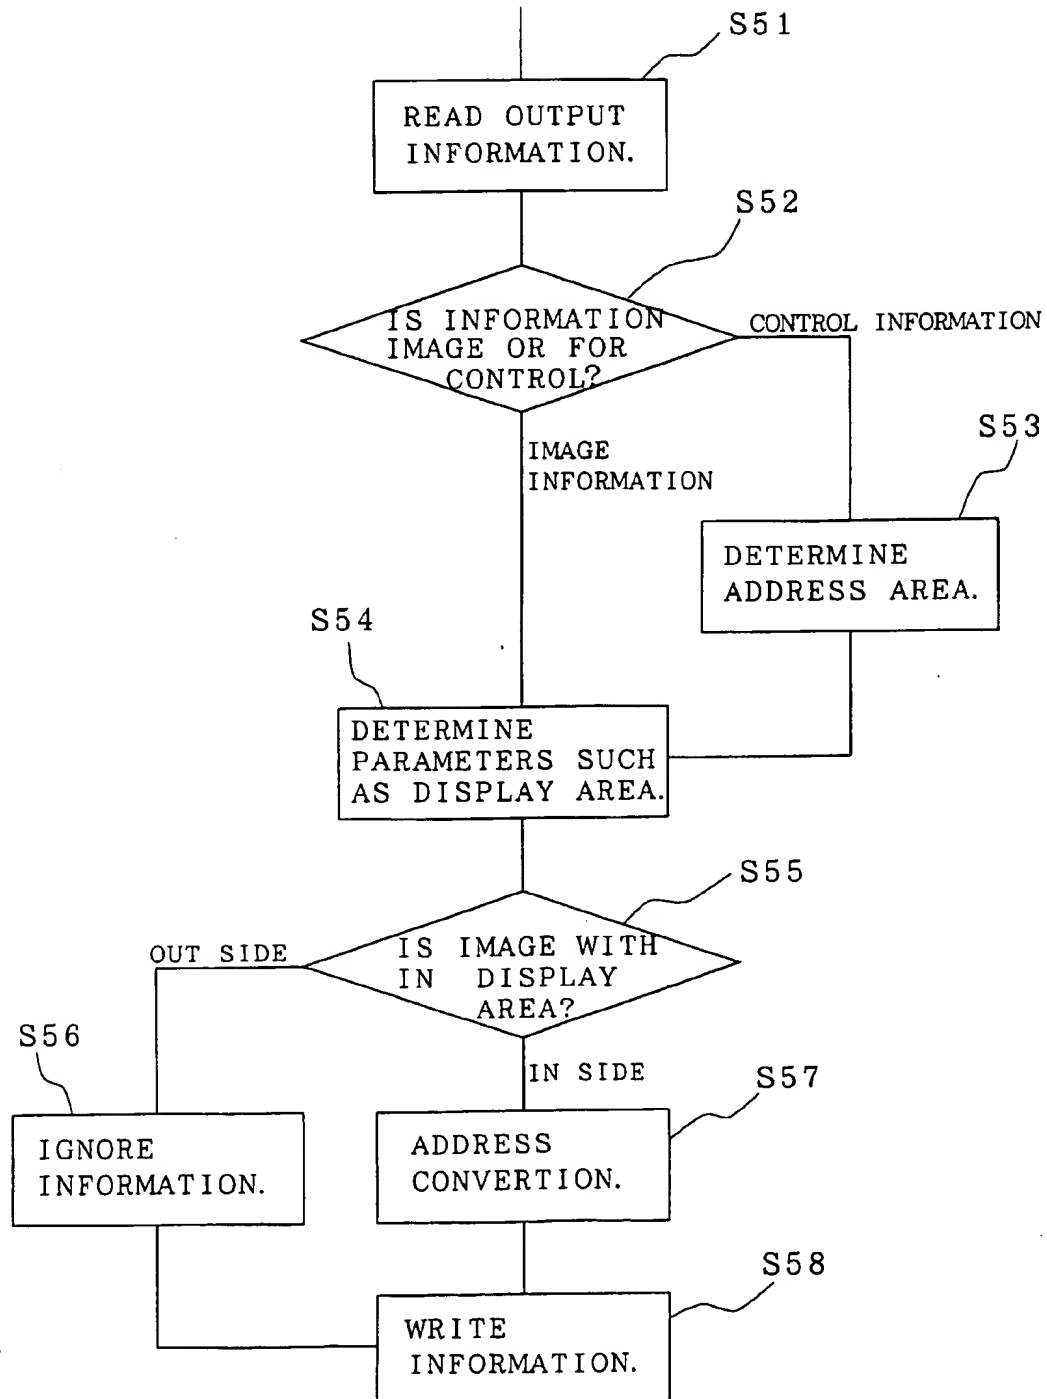 S51
READ OUTPUT
INFORMATION.
S52
IS INFORMATION
IMAGE OR FOR
CONTROL?
CONTROL INFORMATION
IMAGE
INFORMATION
S53
DETERMINE
ADDRESS AREA.
S54
DETERMINE
PARAMETERS SUCH
AS DISPLAY AREA.
S55
IS IMAGE WITH
IN DISPLAY
AREA?
OUT SIDE
IN SIDE
S56
IGNORE
INFORMATION.
S57
ADDRESS
CONVERTION.
S58
WRITE
INFORMATION.